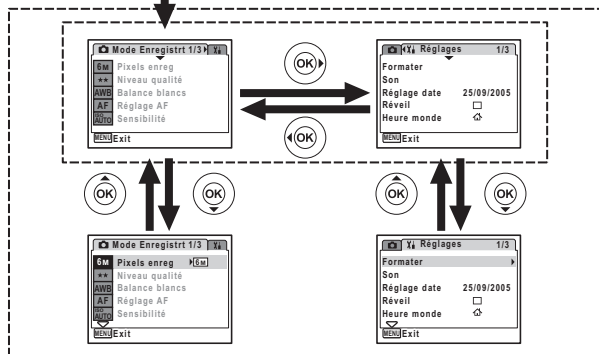 Mode Enregistrt 1/3
6M Pixels enreg
★★ Niveau qualité
AWB Balance blancs
AF Réglage AF
ISO AUTO Sensibilité
MENU Exit
OK
OK
Réglages 1/3
Formater
Son
Réglage date 25/09/2005
Réveil
Heure monde
MENU Exit
OK
OK
OK
OK
Mode Enregistrt 1/3
6M Pixels enreg 6M
★★ Niveau qualité
AWB Balance blancs
AF Réglage AF
ISO AUTO Sensibilité
MENU Exit
Réglages 1/3
Formater
Son
Réglage date 25/09/2005
Réveil
Heure monde
MENU Exit